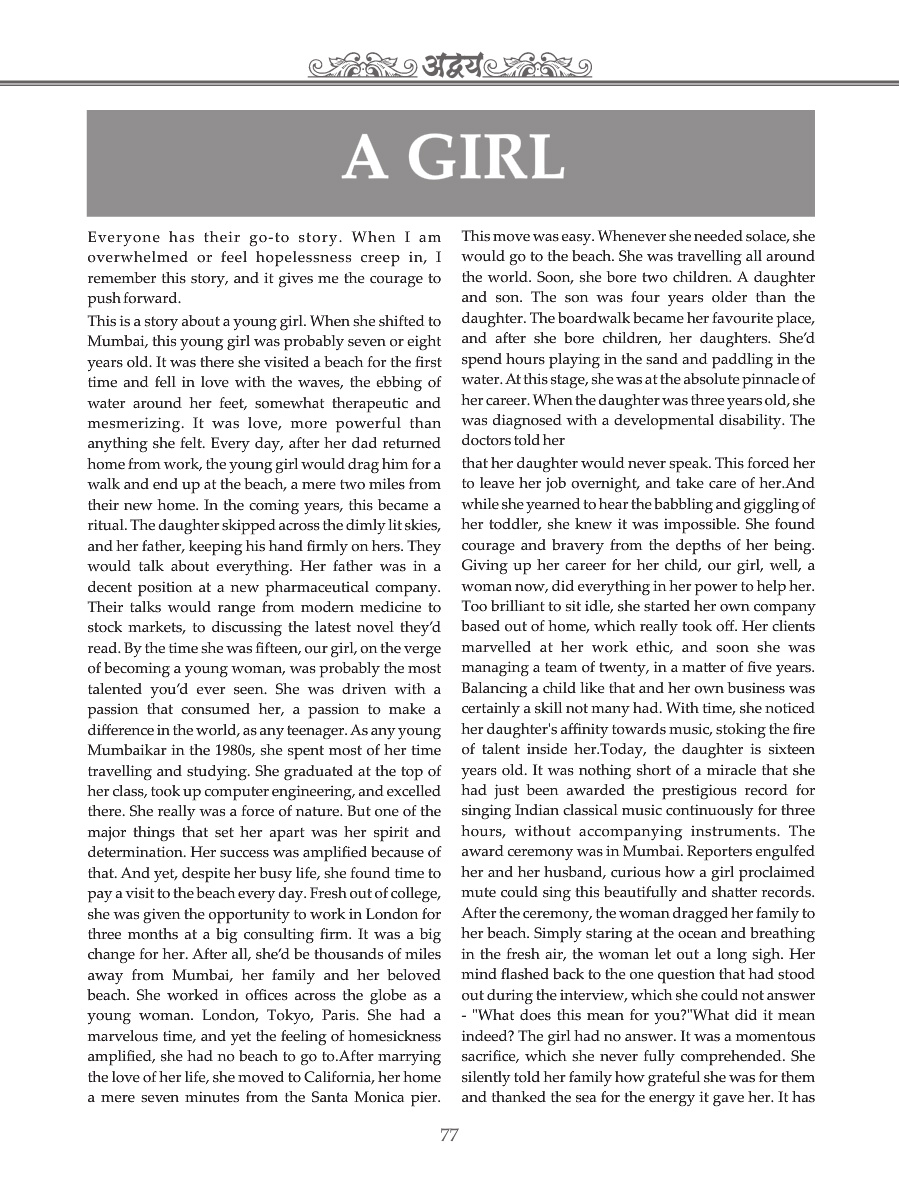 अद्वय
A GIRL
Everyone has their go-to story. When I am
overwhelmed or feel hopelessness creep in, I
remember this story, and it gives me the courage to
push forward.
This is a story about a young girl. When she shifted to
Mumbai, this young girl was probably seven or eight
years old. It was there she visited a beach for the first
time and fell in love with the waves, the ebbing of
water around her feet, somewhat therapeutic and
mesmerizing. It was love, more powerful than
anything she felt. Every day, after her dad returned
home from work, the young girl would drag him for a
walk and end up at the beach, a mere two miles from
their new home. In the coming years, this became a
ritual. The daughter skipped across the dimly lit skies,
and her father, keeping his hand firmly on hers. They
would talk about everything. Her father was in a
decent position at a new pharmaceutical company.
Their talks would range from modern medicine to
stock markets, to discussing the latest novel they'd
read. By the time she was fifteen, our girl, on the verge
of becoming a young woman, was probably the most
talented you'd ever seen. She was driven with a
passion that consumed her, a passion to make a
difference in the world, as any teenager. As any young
Mumbaikar in the 1980s, she spent most of her time
travelling and studying. She graduated at the top of
her class, took up computer engineering, and excelled
there. She really was a force of nature. But one of the
major things that set her apart was her spirit and
determination. Her success was amplified because of
that. And yet, despite her busy life, she found time to
pay a visit to the beach every day. Fresh out of college,
she was given the opportunity to work in London for
three months at a big consulting firm. It was a big
change for her. After all, she'd be thousands of miles
away from Mumbai, her family and her beloved
beach. She worked in offices across the globe as a
young woman. London, Tokyo, Paris. She had a
marvelous time, and yet the feeling of homesickness
amplified, she had no beach to go to.After marrying
the love of her life, she moved to California, her home
a mere seven minutes from the Santa Monica pier.
This move was easy. Whenever she needed solace, she
would go to the beach. She was travelling all around
the world. Soon, she bore two children. A daughter
and son. The son was four years older than the
daughter. The boardwalk became her favourite place,
and after she bore children, her daughters. She'd
spend hours playing in the sand and paddling in the
water. At this stage, she was at the absolute pinnacle of
her career. When the daughter was three years old, she
was diagnosed with a developmental disability. The
doctors told her
that her daughter would never speak. This forced her
to leave her job overnight, and take care of her.And
while she yearned to hear the babbling and giggling of
her toddler, she knew it was impossible. She found
courage and bravery from the depths of her being.
Giving up her career for her child, our girl, well, a
woman now, did everything in her power to help her.
Too brilliant to sit idle, she started her own company
based out of home, which really took off. Her clients
marvelled at her work ethic, and soon she was
managing a team of twenty, in a matter of five years.
Balancing a child like that and her own business was
certainly a skill not many had. With time, she noticed
her daughter's affinity towards music, stoking the fire
of talent inside her.Today, the daughter is sixteen
years old. It was nothing short of a miracle that she
had just been awarded the prestigious record for
singing Indian classical music continuously for three
hours, without accompanying instruments. The
award ceremony was in Mumbai. Reporters engulfed
her and her husband, curious how a girl proclaimed
mute could sing this beautifully and shatter records.
After the ceremony, the woman dragged her family to
her beach. Simply staring at the ocean and breathing
in the fresh air, the woman let out a long sigh. Her
mind flashed back to the one question that had stood
out during the interview, which she could not answer
- "What does this mean for you?"What did it mean
indeed? The girl had no answer. It was a momentous
sacrifice, which she never fully comprehended. She
silently told her family how grateful she was for them
and thanked the sea for the energy it gave her. It has
77